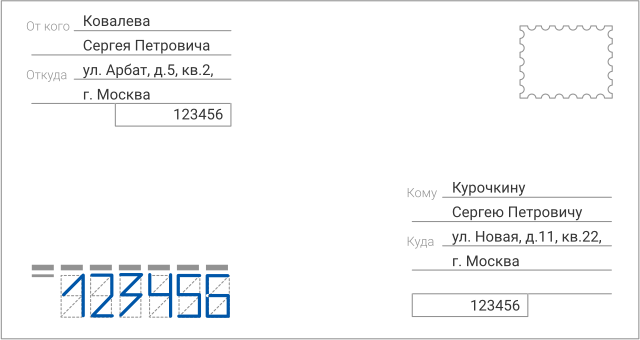 От кого Ковалева
Сергея Петровича
Откуда ул. Арбат, д.5, кв.2,
г. Москва
123456
Кому Курочкину
Сергею Петровичу
Куда ул. Новая, д.11, кв.22,
г. Москва
123456
123456